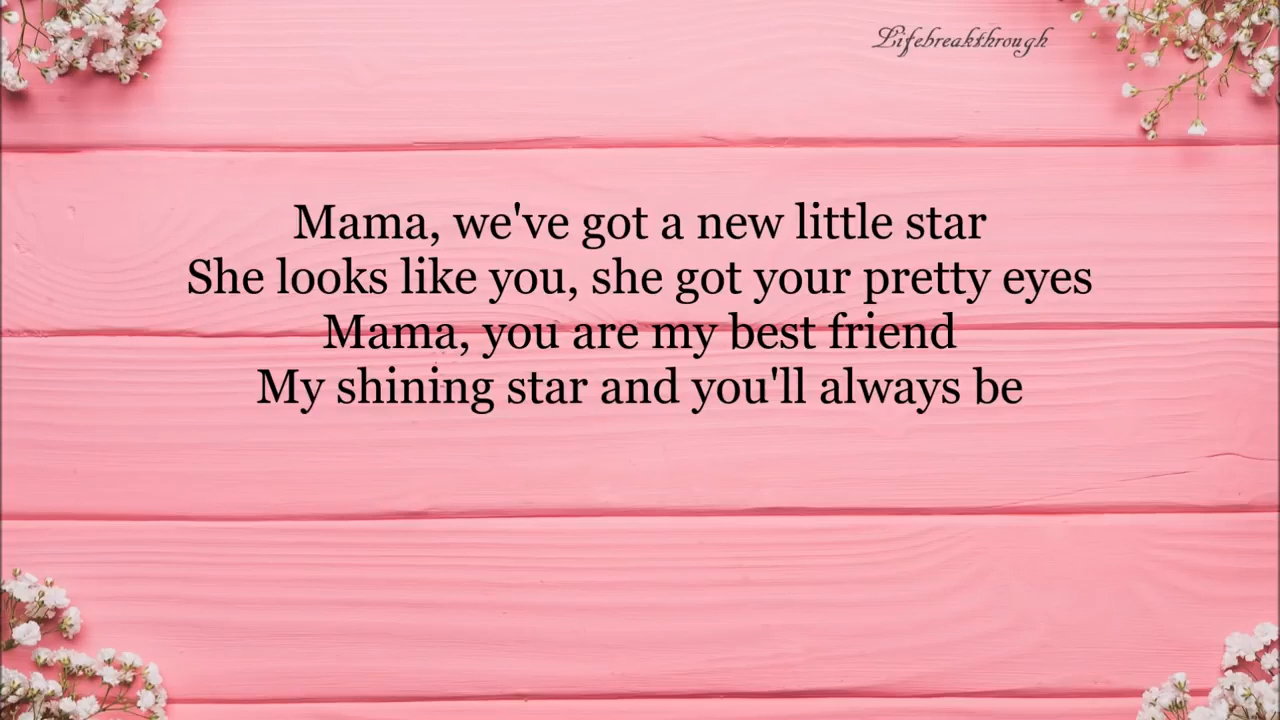 Lifebreakthrough
Mama, we've got a new little star
She looks like you, she got your pretty eyes
Mama, you are my best friend
My shining star and you'll always be